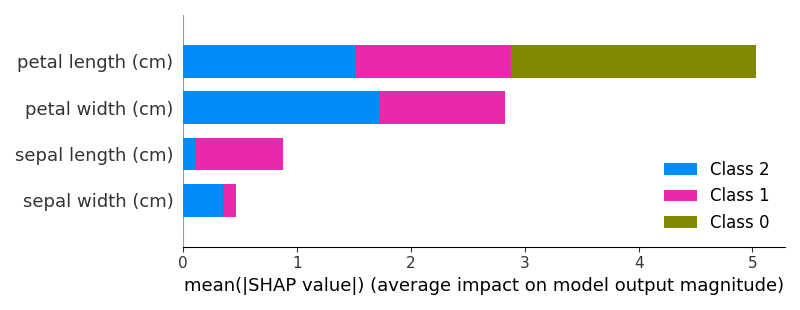 petal length (cm)
petal width (cm)
sepal length (cm)
sepal width (cm)
Class 2
Class 1
Class 0
0 1 2 3 4 5
mean(|SHAP value|) (average impact on model output magnitude)